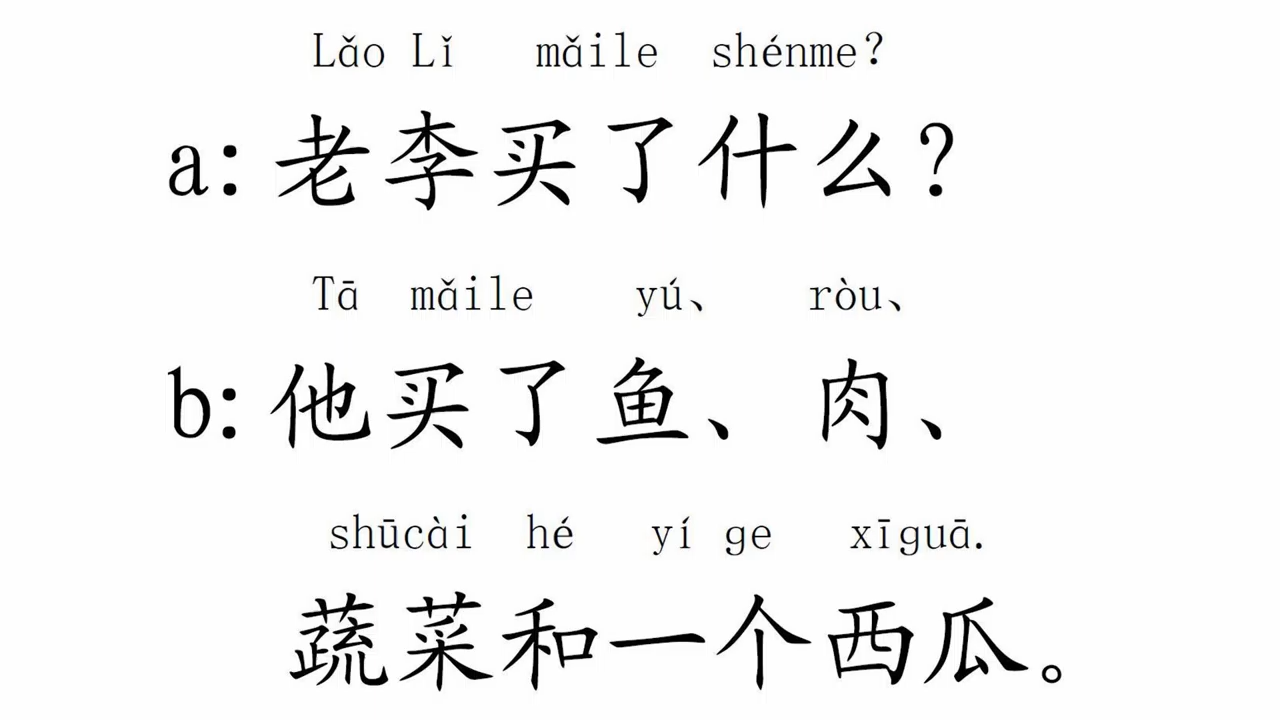 Lǎo Lǐ mǎile shénme?
a: 老李买了什么?
Tā mǎile yú、 ròu、
b: 他买了鱼、肉、
shūcài hé yí ge xīguā.
蔬菜和一个西瓜。